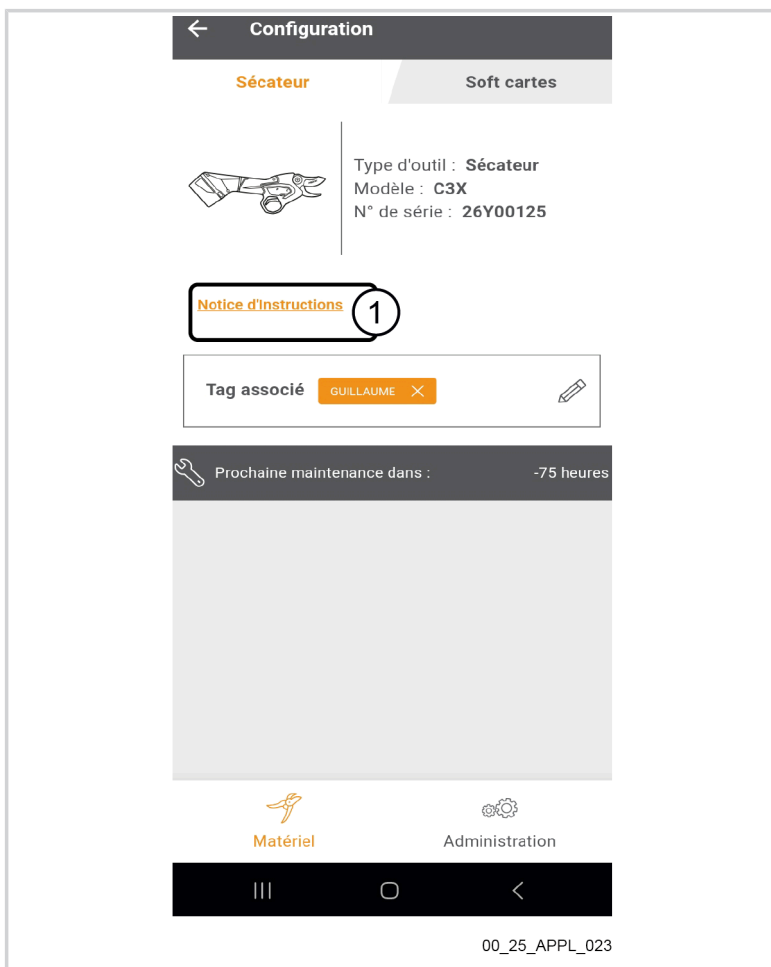 Configuration
Sécateur
Soft cartes
Type d'outil : Sécateur
Modèle : C3X
N° de série : 26Y00125
Notice d'Instructions
1
Tag associé GUILLAUME
Prochaine maintenance dans : -75 heures
Matériel
Administration
00_25_APPL_023